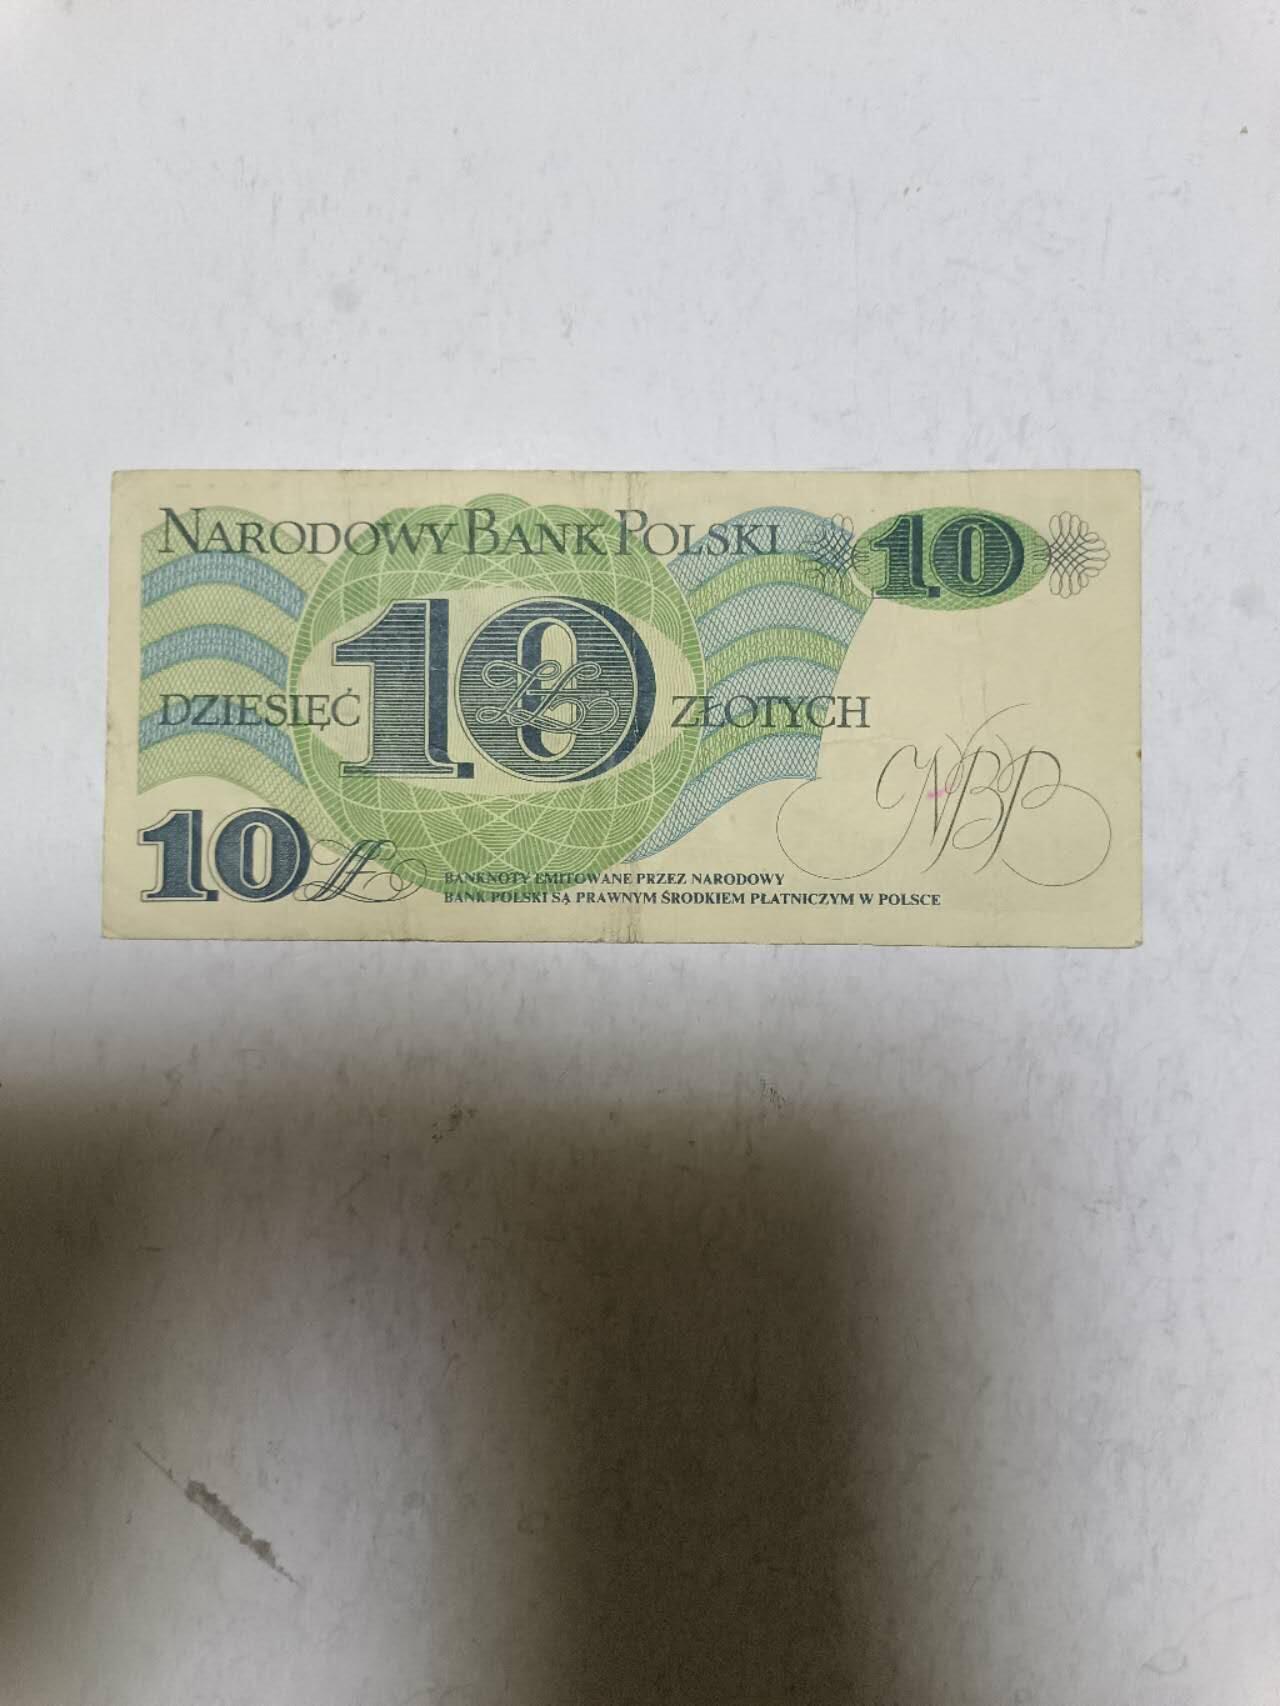 NARODOWY BANK POLSKI
10
10
DZIESIĘĆ
ZŁOTYCH
NBP
10 zł
BANKNOTY EMITOWANE PRZEZ NARODOWY
BANK POLSKI SĄ PRAWNYM ŚRODKIEM PŁATNICZYM W POLSCE